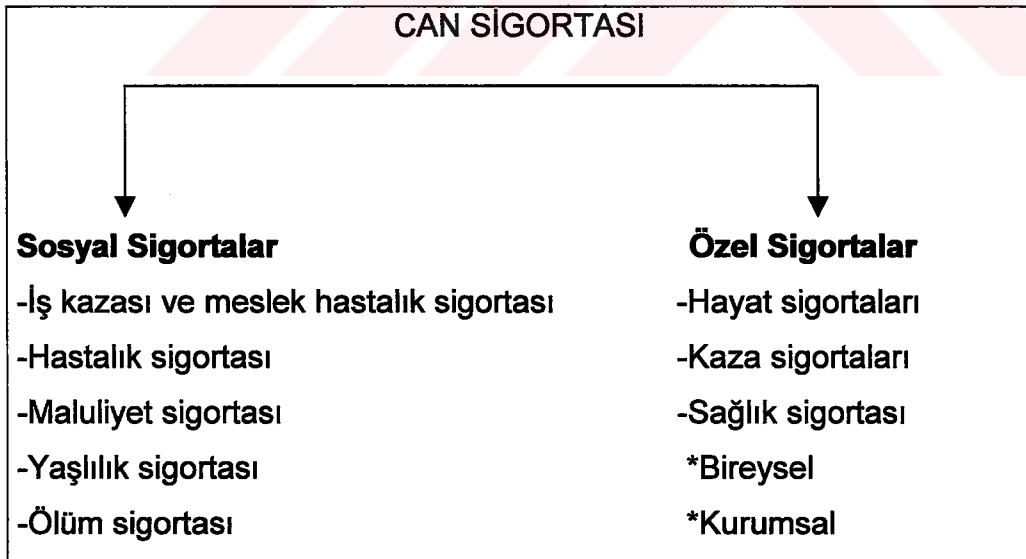 CAN SİGORTASI
Sosyal Sigortalar
-İş kazası ve meslek hastalık sigortası
-Hastalık sigortası
-Maluliyet sigortası
-Yaşlılık sigortası
-Ölüm sigortası
Özel Sigortalar
-Hayat sigortaları
-Kaza sigortaları
-Sağlık sigortası
*Bireysel
*Kurumsal